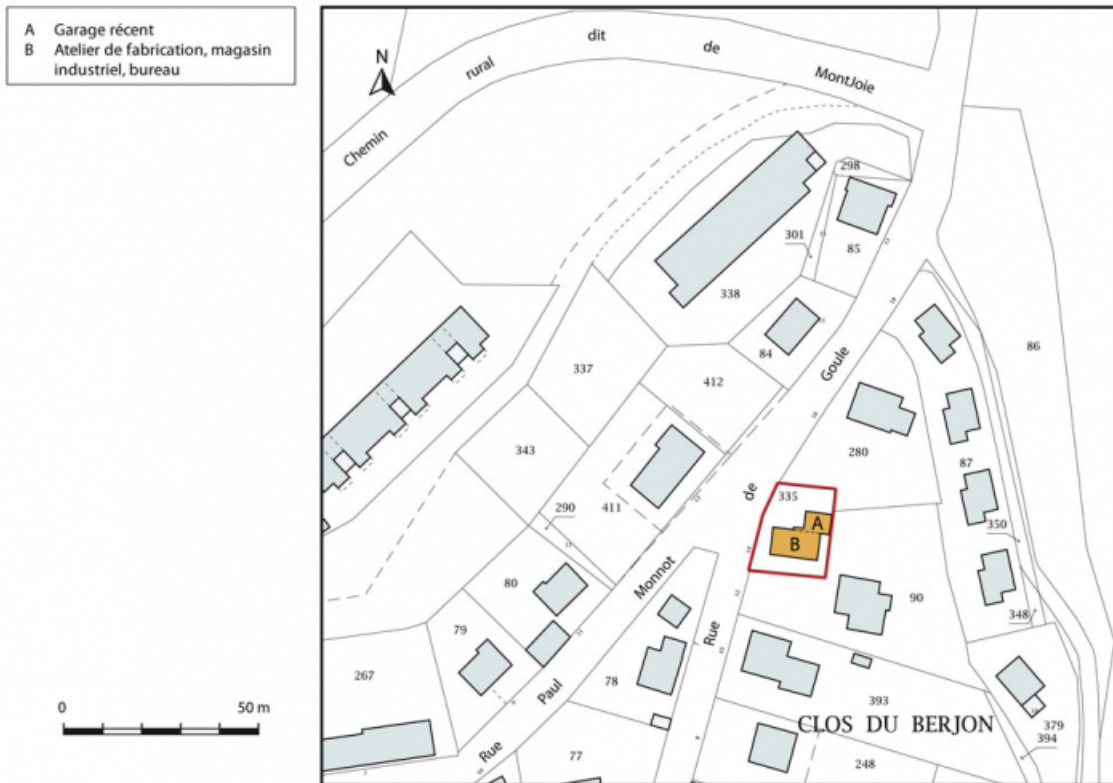 A Garage récent
B Atelier de fabrication, magasin
industriel, bureau
N
Chemin rural dit de MontJoie
298
301
85
338
86
84
337
412
Goule
280
343
87
335
de
290
411
A
350
B
Monnot
80
90
348
79
Rue
267
78
Paul
393
0 50 m
CLOS DU BERJON
379
394
Rue
77
248